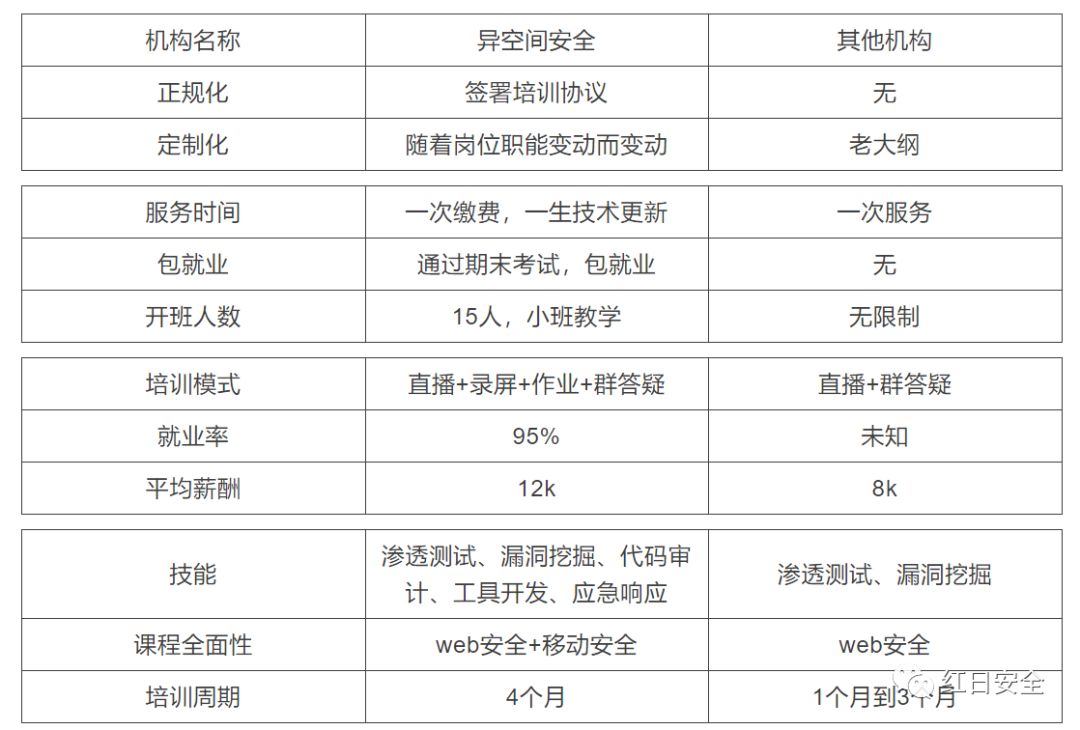 机构名称 异空间安全 其他机构
正规化 签署培训协议 无
定制化 随着岗位职能变动而变动 老大纲
服务时间 一次缴费，一生技术更新 一次服务
包就业 通过期末考试，包就业 无
开班人数 15人，小班教学 无限制
培训模式 直播+录屏+作业+群答疑 直播+群答疑
就业率 95% 未知
平均薪酬 12k 8k
技能 渗透测试、漏洞挖掘、代码审
计、工具开发、应急响应 渗透测试、漏洞挖掘
课程全面性 web安全+移动安全 web安全
培训周期 4个月 1个月到3个月
红日安全